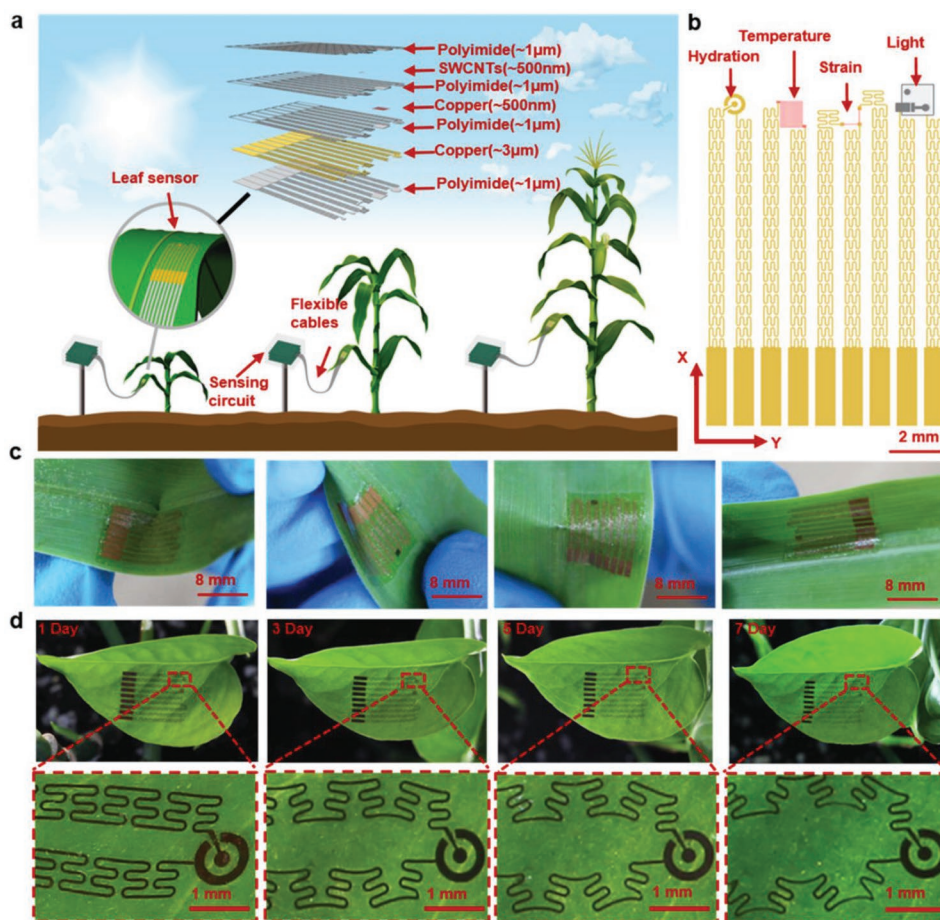 a
Polyimide(~1μm)
SWCNTs(~500nm)
Polyimide(~1μm)
Copper(~500nm)
Polyimide(~1μm)
Copper(~3μm)
Polyimide(~1μm)
Leaf sensor
Flexible
cables
Sensing
circuit
b
Hydration
Temperature
Strain
Light
X
Y
2 mm
c
8 mm
8 mm
8 mm
8 mm
d
1 Day
3 Day
5 Day
7 Day
1 mm
1 mm
1 mm
1 mm